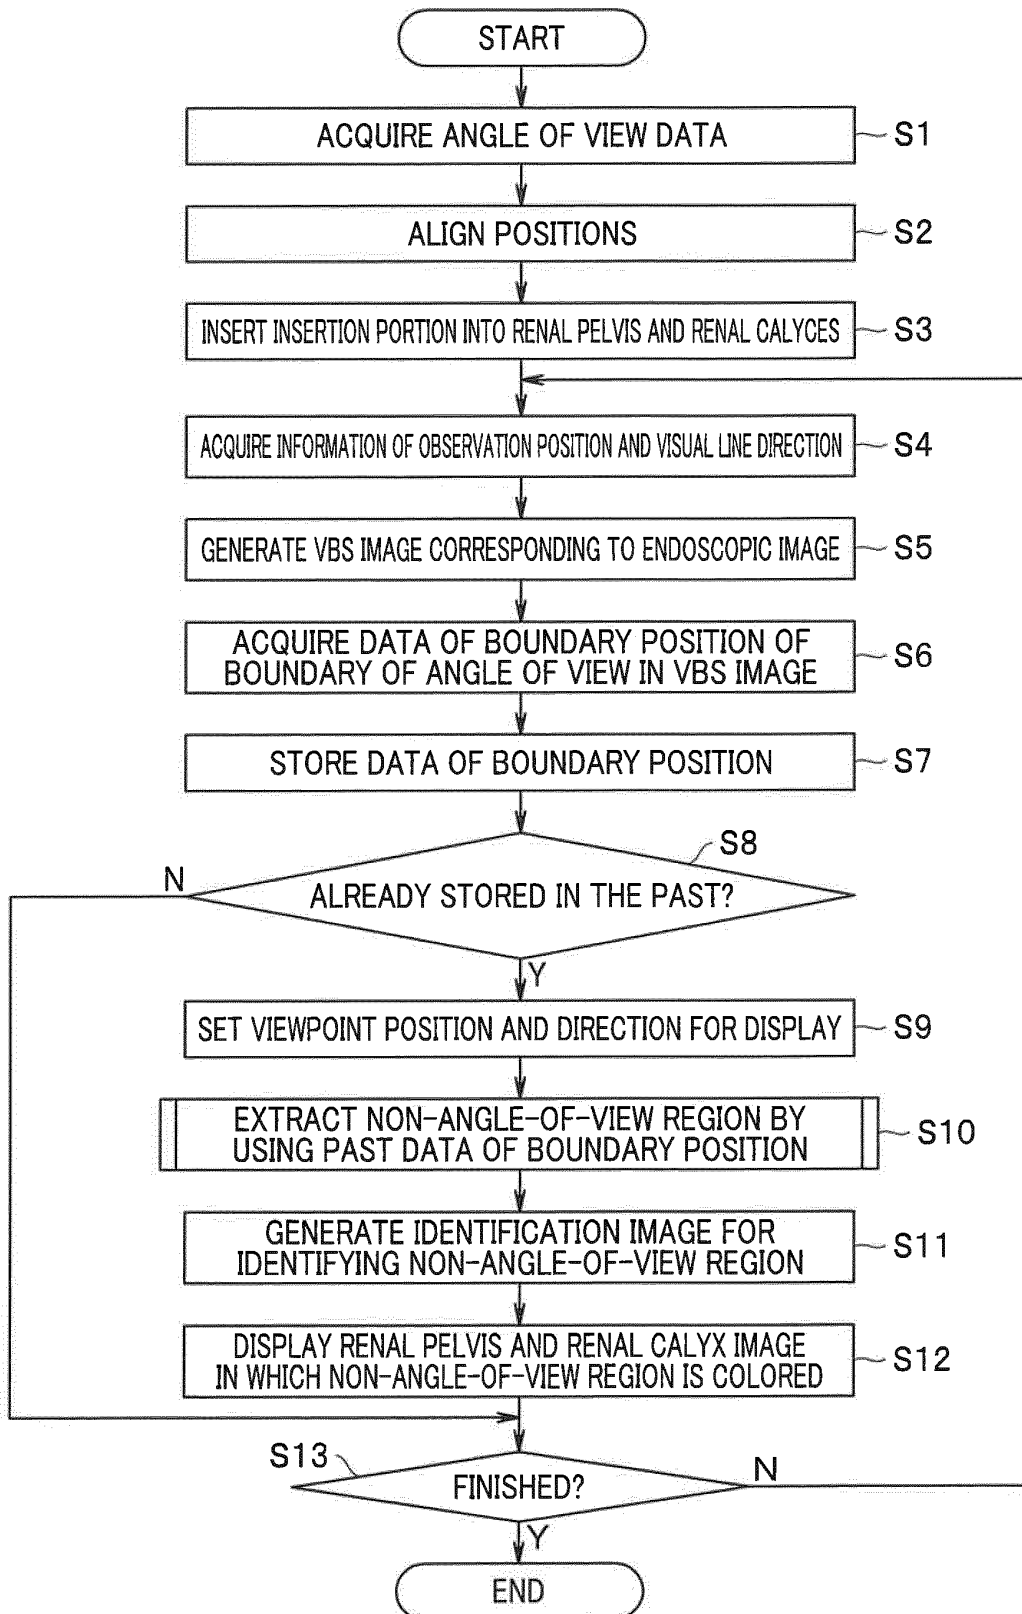 START
ACQUIRE ANGLE OF VIEW DATA
S1
ALIGN POSITIONS
S2
INSERT INSERTION PORTION INTO RENAL PELVIS AND RENAL CALYCES
S3
ACQUIRE INFORMATION OF OBSERVATION POSITION AND VISUAL LINE DIRECTION
S4
GENERATE VBS IMAGE CORRESPONDING TO ENDOSCOPIC IMAGE
S5
ACQUIRE DATA OF BOUNDARY POSITION OF
BOUNDARY OF ANGLE OF VIEW IN VBS IMAGE
S6
STORE DATA OF BOUNDARY POSITION
S7
S8
N
ALREADY STORED IN THE PAST?
Y
SET VIEWPOINT POSITION AND DIRECTION FOR DISPLAY
S9
EXTRACT NON-ANGLE-OF-VIEW REGION BY
USING PAST DATA OF BOUNDARY POSITION
S10
GENERATE IDENTIFICATION IMAGE FOR
IDENTIFYING NON-ANGLE-OF-VIEW REGION
S11
DISPLAY RENAL PELVIS AND RENAL CALYX IMAGE
IN WHICH NON-ANGLE-OF-VIEW REGION IS COLORED
S12
S13
FINISHED?
N
Y
END